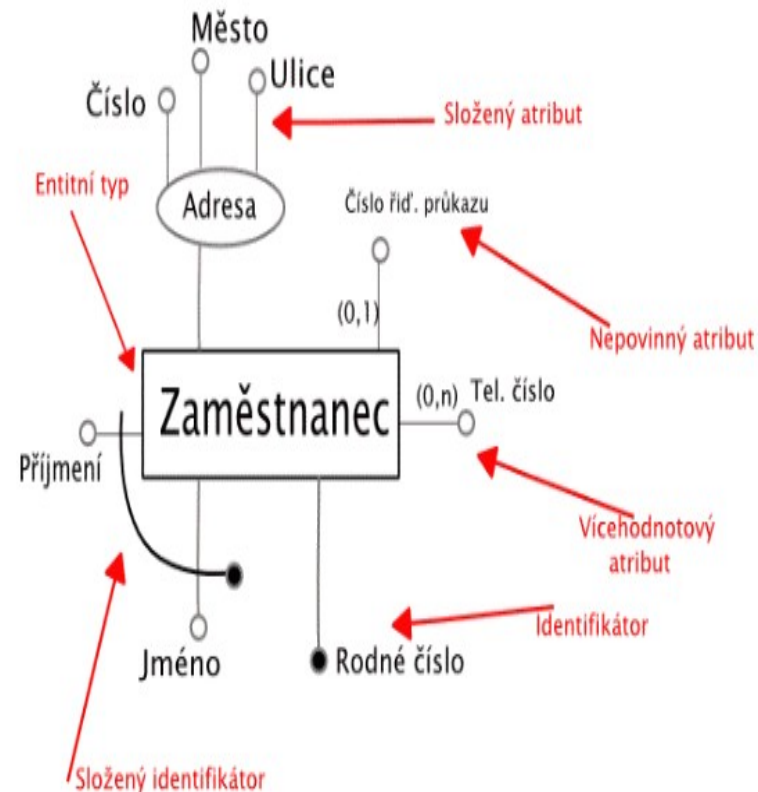 Město
Ulice
Číslo
Složený atribut
Entitní typ
Adresa
Číslo řid. průkazu
(0,1)
Nepovinný atribut
Zaměstnanec
(0,n) Tel. číslo
Příjmení
Vícehodnotový
atribut
Identifikátor
Jméno
Rodné číslo
Složený identifikátor